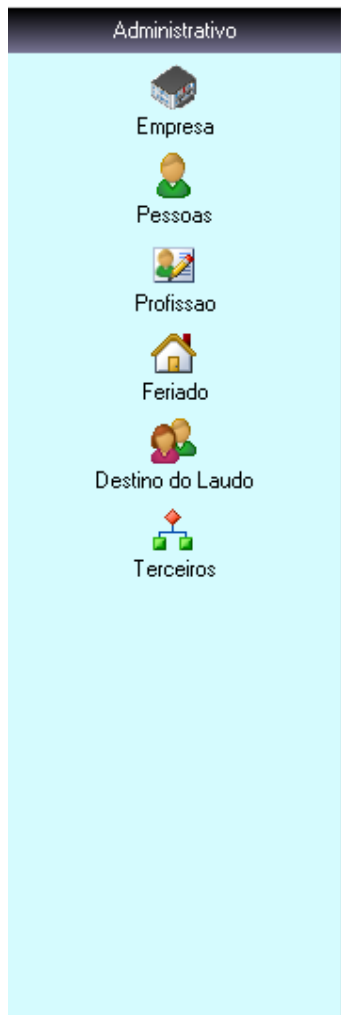 Administrativo
Empresa
Pessoas
Profissao
Feriado
Destino do Laudo
Terceiros